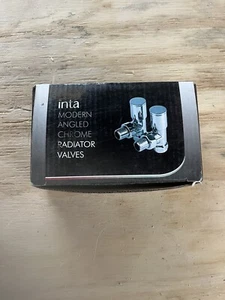 inta
MODERN
ANGLED
CHROME
RADIATOR
VALVES